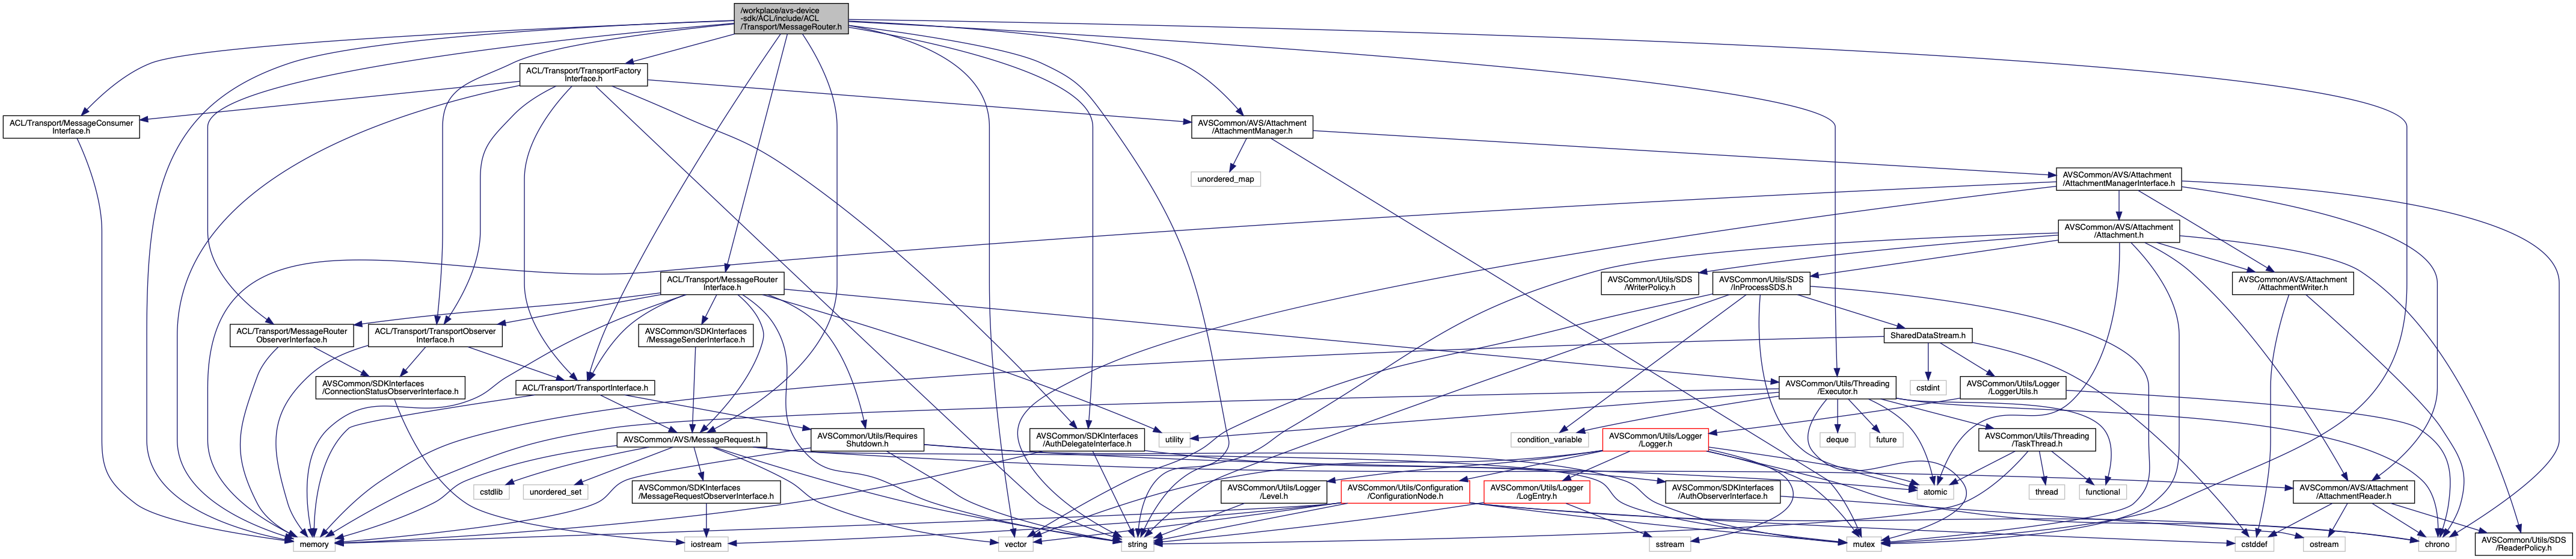 /workplace/avs-device
-sdk/ACL/include/ACL
/Transport/MessageRouter.h
ACL/Transport/TransportFactory
Interface.h
ACL/Transport/MessageConsumer
Interface.h
AVSCommon/AVS/Attachment
/AttachmentManager.h
unordered_map
AVSCommon/AVS/Attachment
/AttachmentManagerInterface.h
AVSCommon/AVS/Attachment
/Attachment.h
ACL/Transport/MessageRouter
Interface.h
AVSCommon/Utils/SDS
/WriterPolicy.h
AVSCommon/Utils/SDS
/InProcessSDS.h
AVSCommon/AVS/Attachment
/AttachmentWriter.h
ACL/Transport/MessageRouter
ObserverInterface.h
ACL/Transport/TransportObserver
Interface.h
AVSCommon/SDKInterfaces
/MessageSenderInterface.h
SharedDataStream.h
AVSCommon/SDKInterfaces
/ConnectionStatusObserverInterface.h
ACL/Transport/TransportInterface.h
AVSCommon/Utils/Threading
/Executor.h
cstdint
AVSCommon/Utils/Logger
/LoggerUtils.h
AVSCommon/AVS/MessageRequest.h
AVSCommon/Utils/Requires
Shutdown.h
AVSCommon/SDKInterfaces
/AuthDelegateInterface.h
utility
condition_variable
AVSCommon/Utils/Logger
/Logger.h
deque
future
AVSCommon/Utils/Threading
/TaskThread.h
cstdlib
unordered_set
AVSCommon/SDKInterfaces
/MessageRequestObserverInterface.h
AVSCommon/Utils/Logger
/Level.h
AVSCommon/Utils/Configuration
/ConfigurationNode.h
AVSCommon/Utils/Logger
/LogEntry.h
AVSCommon/SDKInterfaces
/AuthObserverInterface.h
atomic
thread
functional
AVSCommon/AVS/Attachment
/AttachmentReader.h
memory
iostream
vector
string
sstream
mutex
cstddef
ostream
chrono
AVSCommon/Utils/SDS
/ReaderPolicy.h